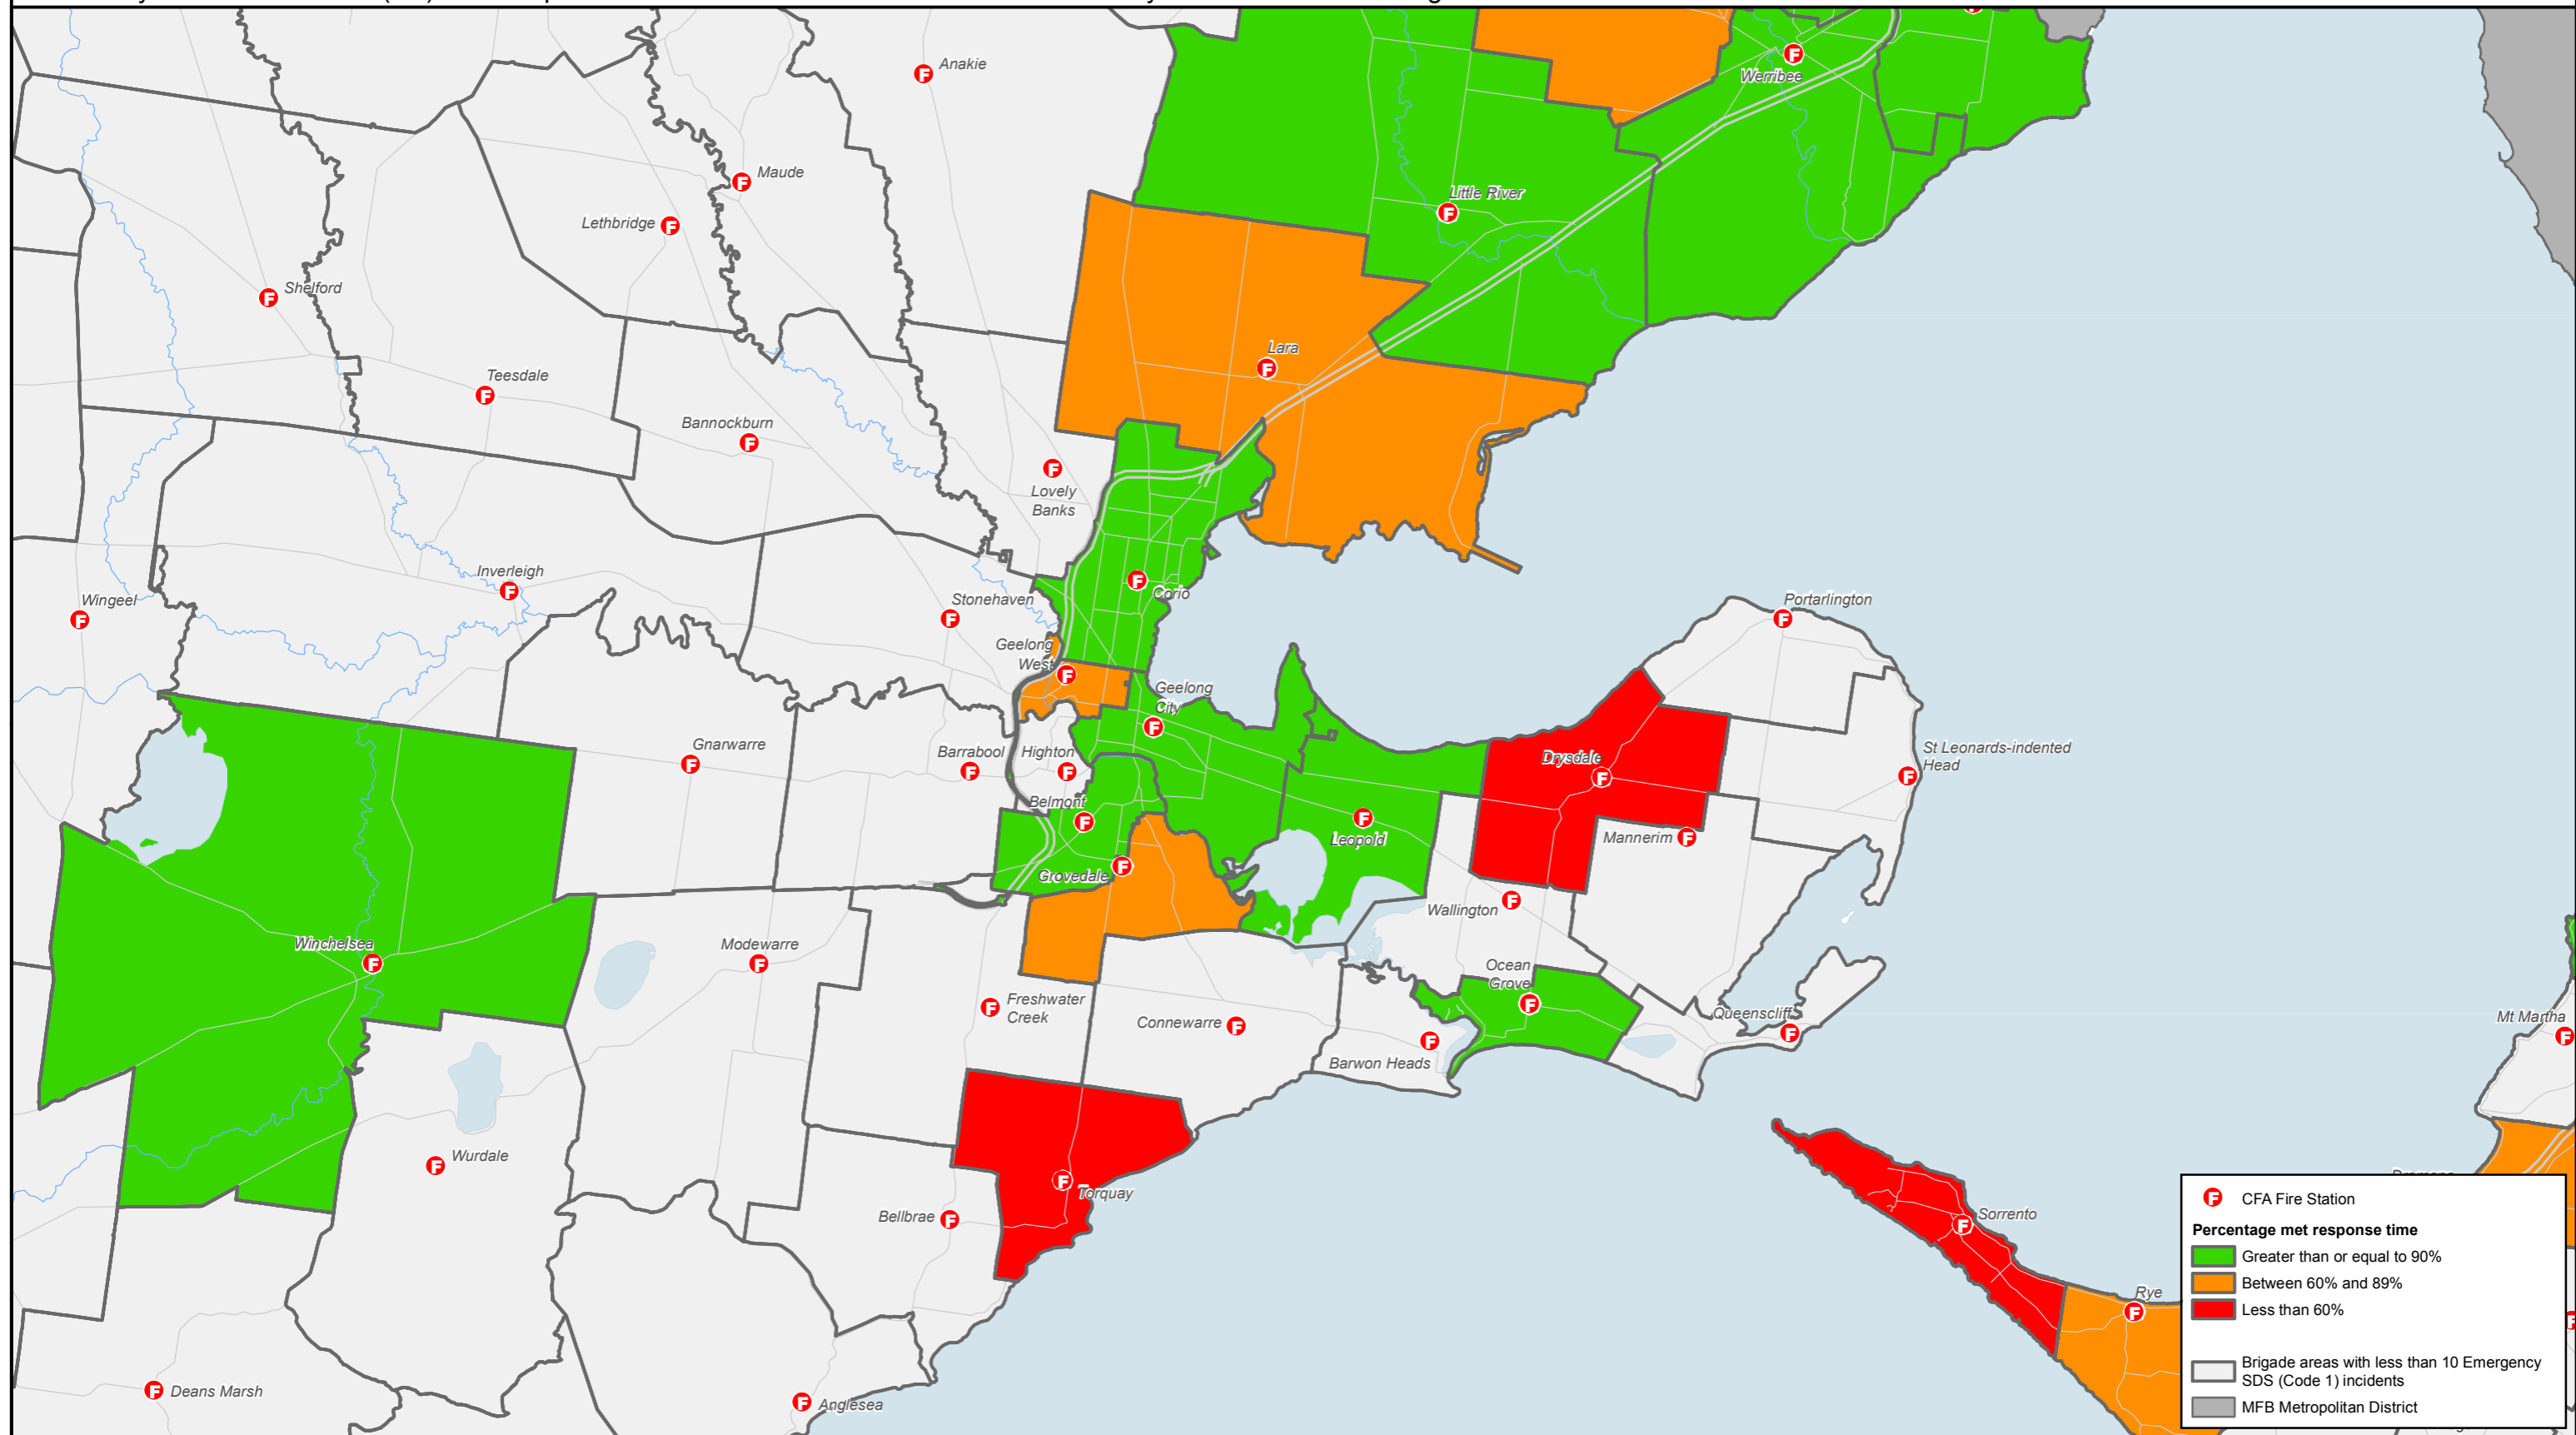 Anakie
Werribee
Maude
Little River
Lethbridge
Shelford
Lara
Teesdale
Bannockburn
Lovely
Banks
Inverleigh
Corio
Wingeel
Stonehaven
Portarlington
Geelong
West
Geelong
City
Gnarwarre
Barrabool
Highton
Drysdale
St Leonards-indented
Head
Belmont
Leopold
Mannerim
Grovedale
Wallington
Winchelsea
Modewarre
Ocean
Grove
Freshwater
Creek
Connewarre
Queenscliff
Mt Martha
Barwon Heads
Wurdale
Torquay
Bellbrae
Sorrento
Rye
Deans Marsh
Anglesea
F CFA Fire Station
Percentage met response time
Greater than or equal to 90%
Between 60% and 89%
Less than 60%
Brigade areas with less than 10 Emergency
SDS (Code 1) incidents
MFB Metropolitan District